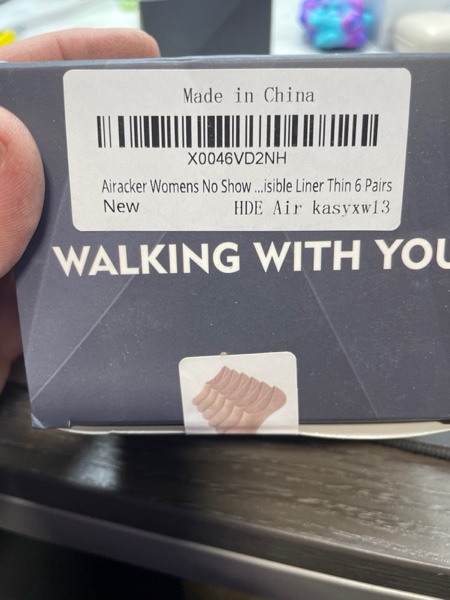 Made in China
X0046VD2NH
Airacker Womens No Show ...isible Liner Thin 6 Pairs
New HDE Air kasyxw13
WALKING WITH YOU